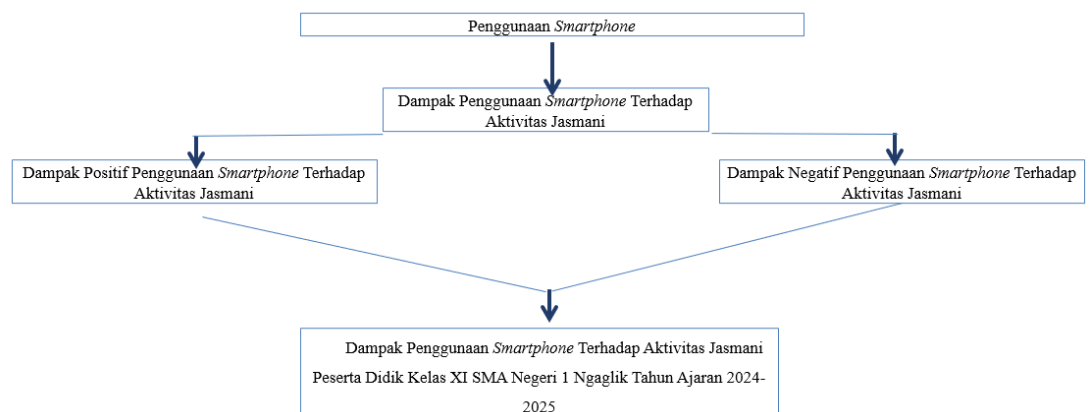 Penggunaan Smartphone
Dampak Penggunaan Smartphone Terhadap
Aktivitas Jasmani
Dampak Positif Penggunaan Smartphone Terhadap
Aktivitas Jasmani
Dampak Negatif Penggunaan Smartphone Terhadap
Aktivitas Jasmani
Dampak Penggunaan Smartphone Terhadap Aktivitas Jasmani
Peserta Didik Kelas XI SMA Negeri 1 Ngaglik Tahun Ajaran 2024-
2025